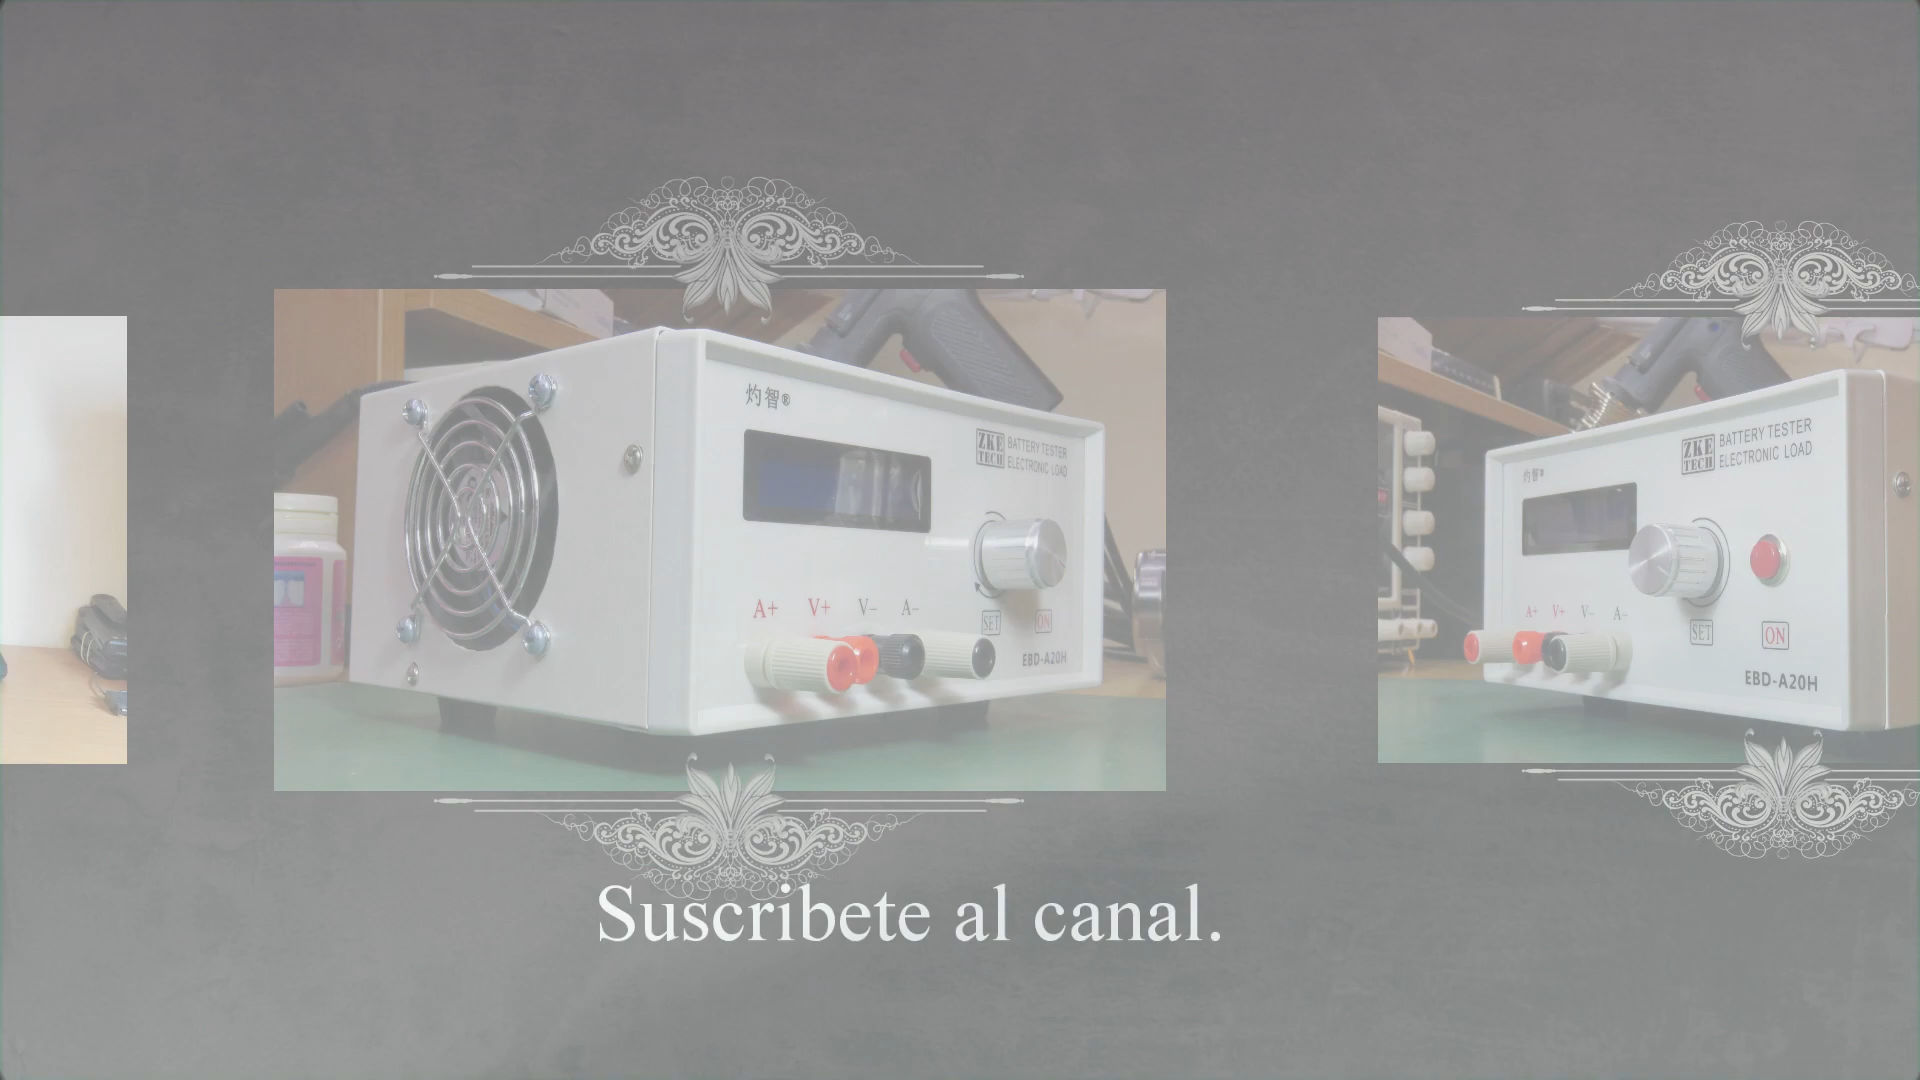 灼智®
ZKE
TECH
BATTERY TESTER
ELECTRONIC LOAD
A+ V+ V- A-
SET
ON
EBD-A20H
灼智®
ZKE
TECH
BATTERY TESTER
ELECTRONIC LOAD
A+ V+ V- A-
SET
ON
EBD-A20H
Suscribete al canal.